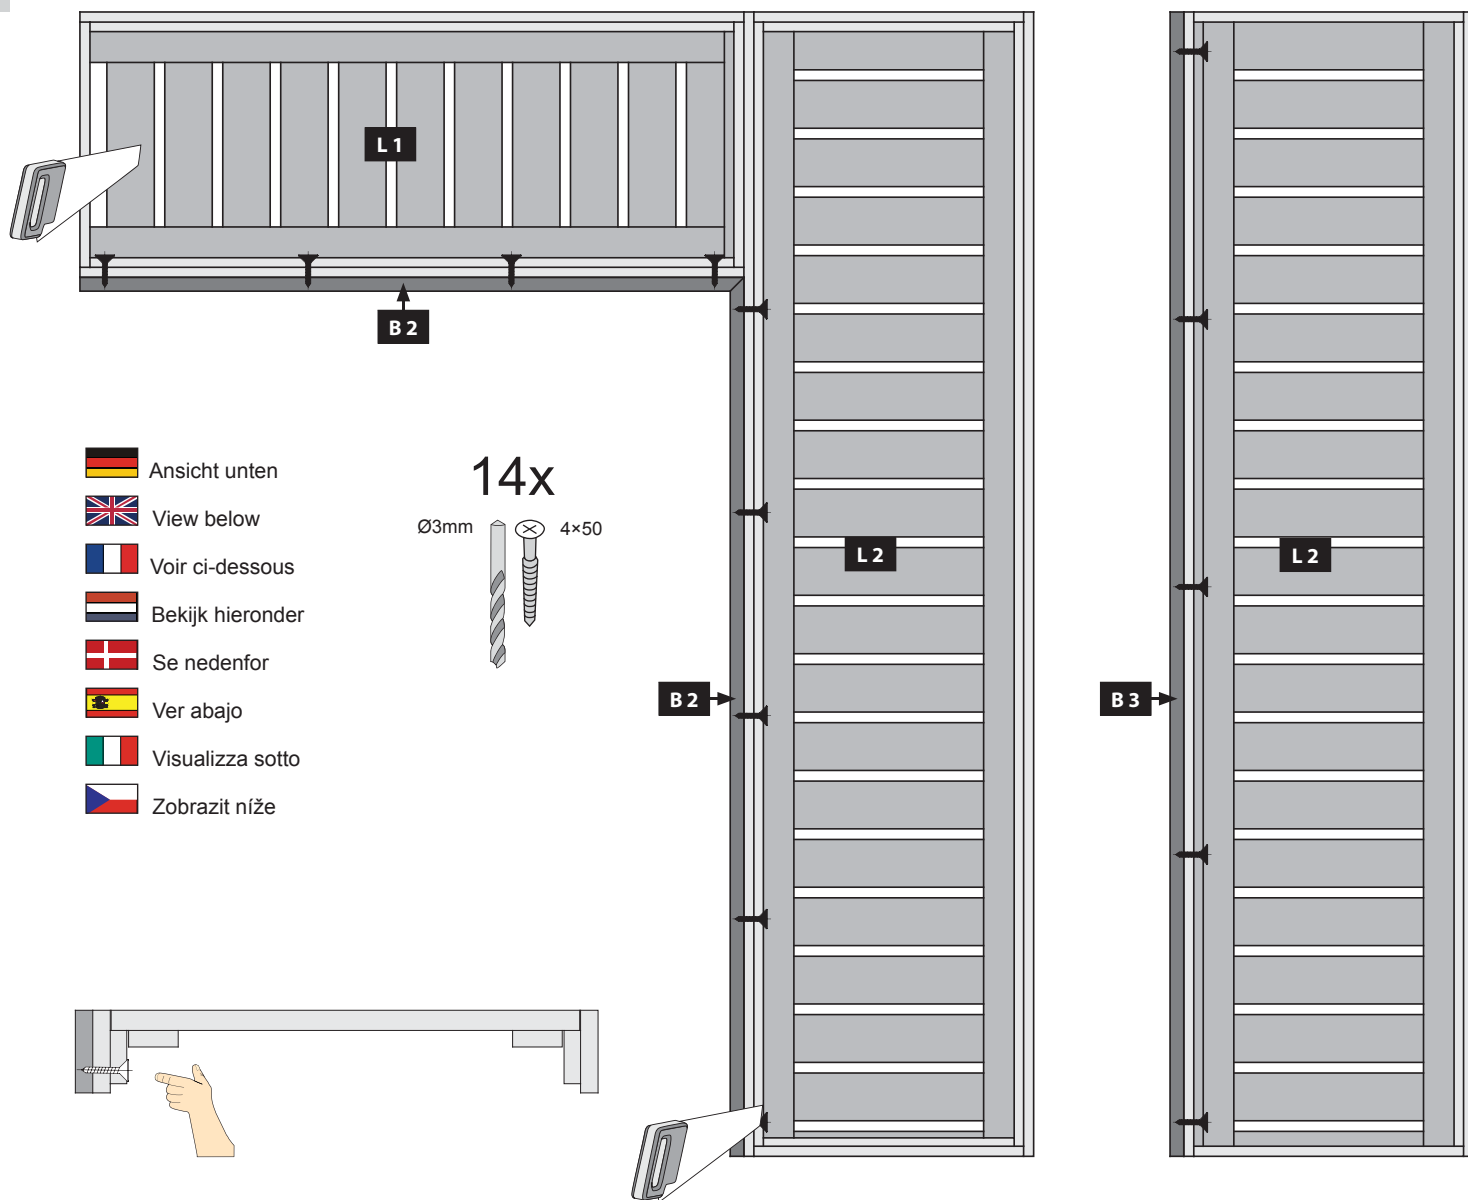 L 1
B 2
Ansicht unten
View below
Voir ci-dessous
Bekijk hieronder
Se nedenfor
Ver abajo
Visualizza sotto
Zobrazit níže
14x
Ø3mm 4×50
L 2
L 2
B 2
B 3